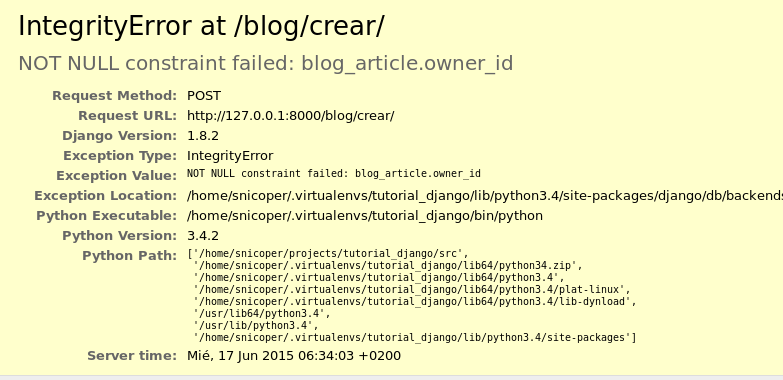 IntegrityError at /blog/crear/
NOT NULL constraint failed: blog_article.owner_id
Request Method: POST
Request URL: http://127.0.0.1:8000/blog/crear/
Django Version: 1.8.2
Exception Type: IntegrityError
Exception Value: NOT NULL constraint failed: blog_article.owner_id
Exception Location: /home/snicoper/.virtualenvs/tutorial_django/lib/python3.4/site-packages/django/db/backends
Python Executable: /home/snicoper/.virtualenvs/tutorial_django/bin/python
Python Version: 3.4.2
Python Path: ['/home/snicoper/projects/tutorial_django/src',
'/home/snicoper/.virtualenvs/tutorial_django/lib64/python34.zip',
'/home/snicoper/.virtualenvs/tutorial_django/lib64/python3.4',
'/home/snicoper/.virtualenvs/tutorial_django/lib64/python3.4/plat-linux',
'/home/snicoper/.virtualenvs/tutorial_django/lib64/python3.4/lib-dynload',
'/usr/lib64/python3.4',
'/usr/lib/python3.4',
'/home/snicoper/.virtualenvs/tutorial_django/lib/python3.4/site-packages']
Server time: Mié, 17 Jun 2015 06:34:03 +0200